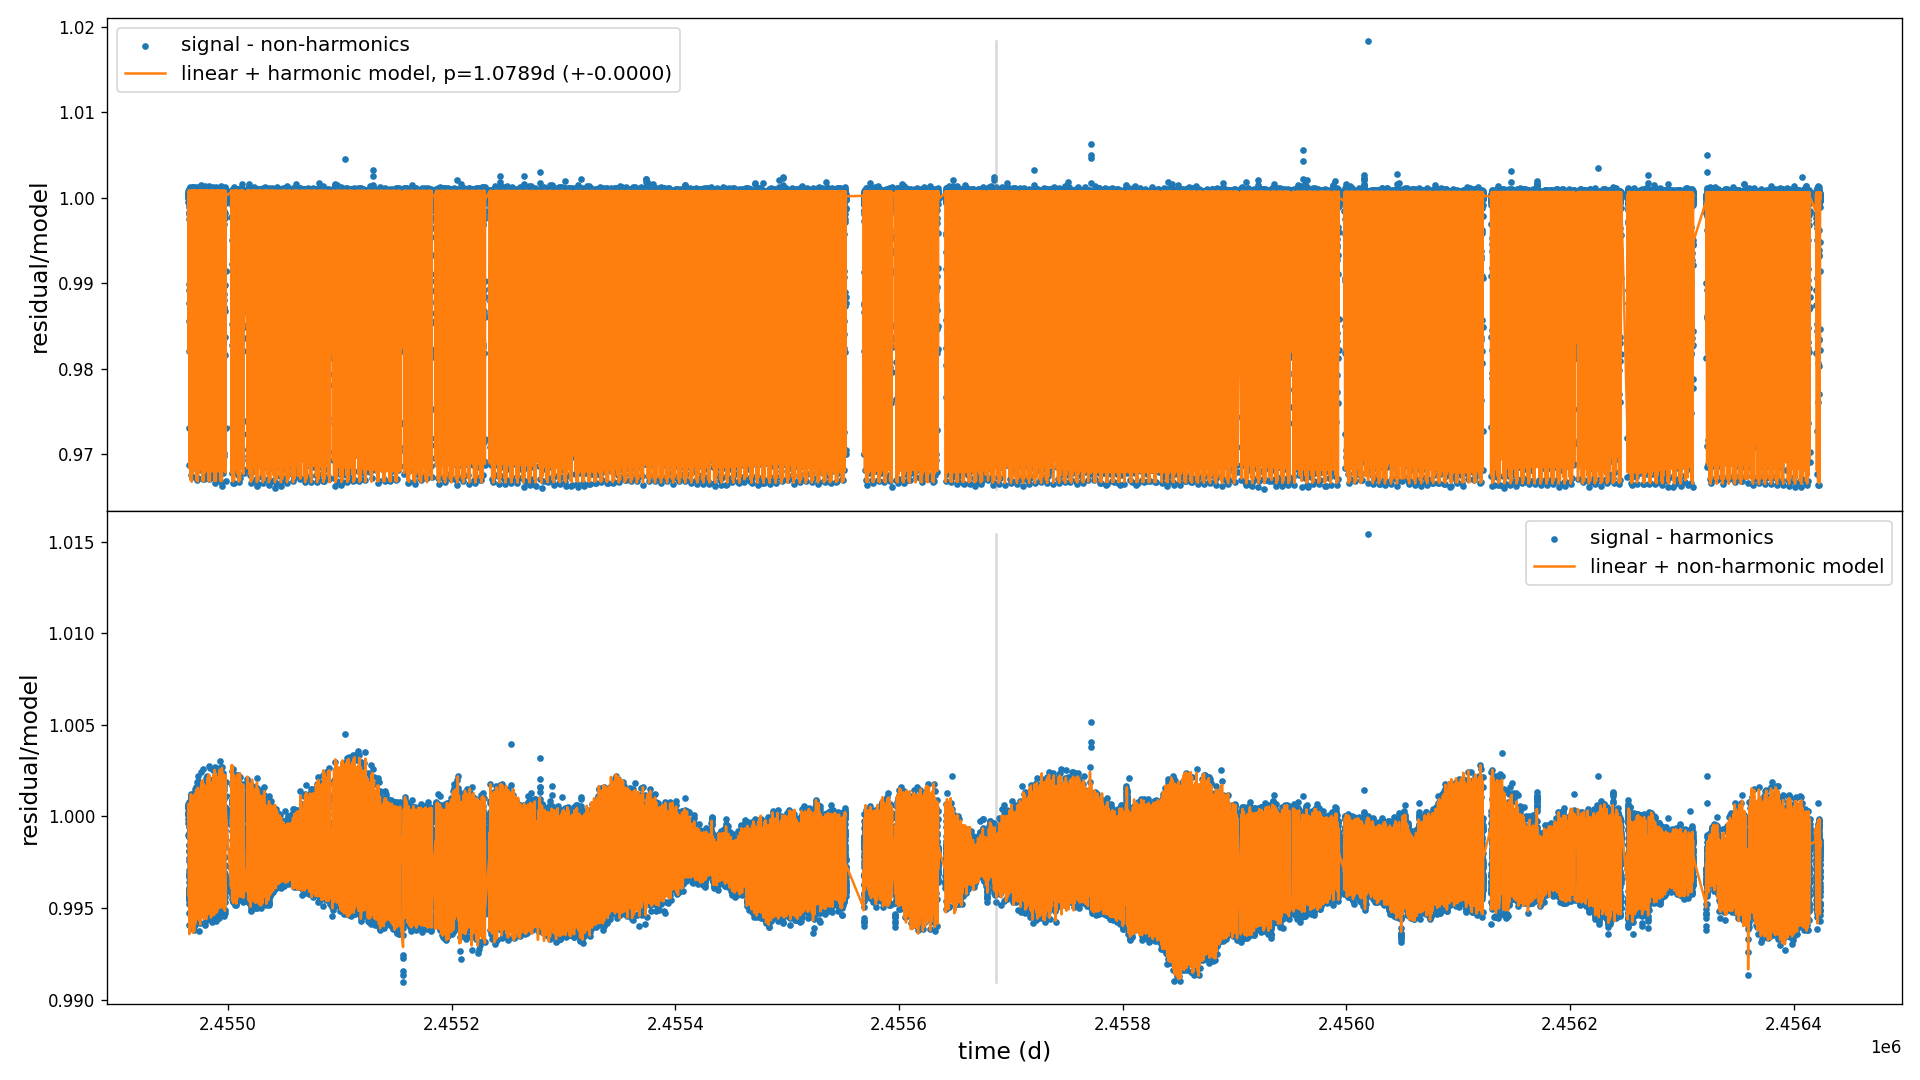 1.02
1.01
1.00
0.99
0.98
0.97
residual/model
signal - non-harmonics
linear + harmonic model, p=1.0789d (+-0.0000)
1.015
1.010
1.005
1.000
0.995
0.990
residual/model
signal - harmonics
linear + non-harmonic model
2.4550 2.4552 2.4554 2.4556 2.4558 2.4560 2.4562 2.4564
1e6
time (d)